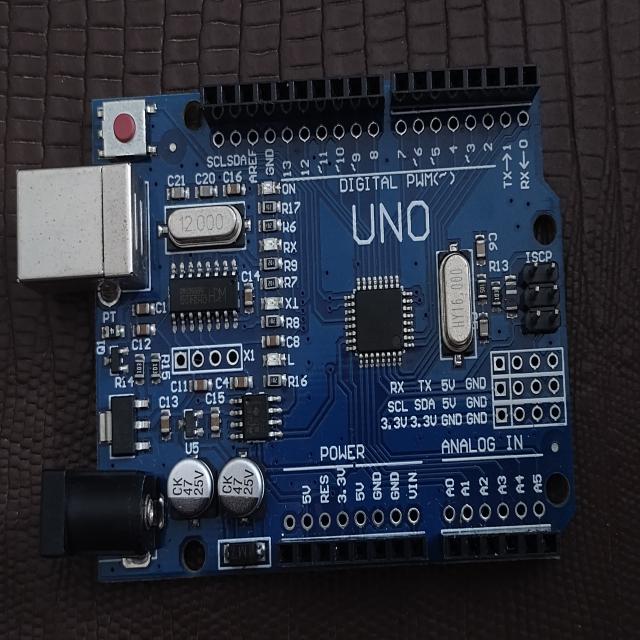 SCL SDA AREF GND 13 12 ~11 ~10 ~9 8 7 ~6 ~5 4 ~3 2 TX→1 RX←0
C21 C20 C16
ON
DIGITAL PWM(~)
R17
12.000
W6
UNO
RX
R9
C14
R7
R13
ISCP
HY16.000
X1
PT
C1
R8
C12
C8
X1
L
R14
C11
C4
R16
RX TX 5V GND
SCL SDA 5V GND
3.3V 3.3V GND GND
C13
C15
U5
POWER
ANALOG IN
CK
47
25V
CK
47
25V
5V RES 3.3V 5V GND GND VIN
A0 A1 A2 A3 A4 A5